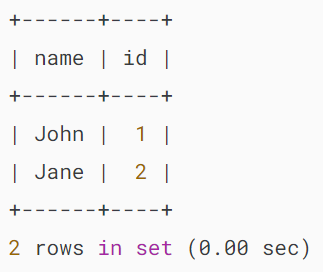 +------+----+
| name | id |
+------+----+
| John |  1 |
| Jane |  2 |
+------+----+
2 rows in set (0.00 sec)